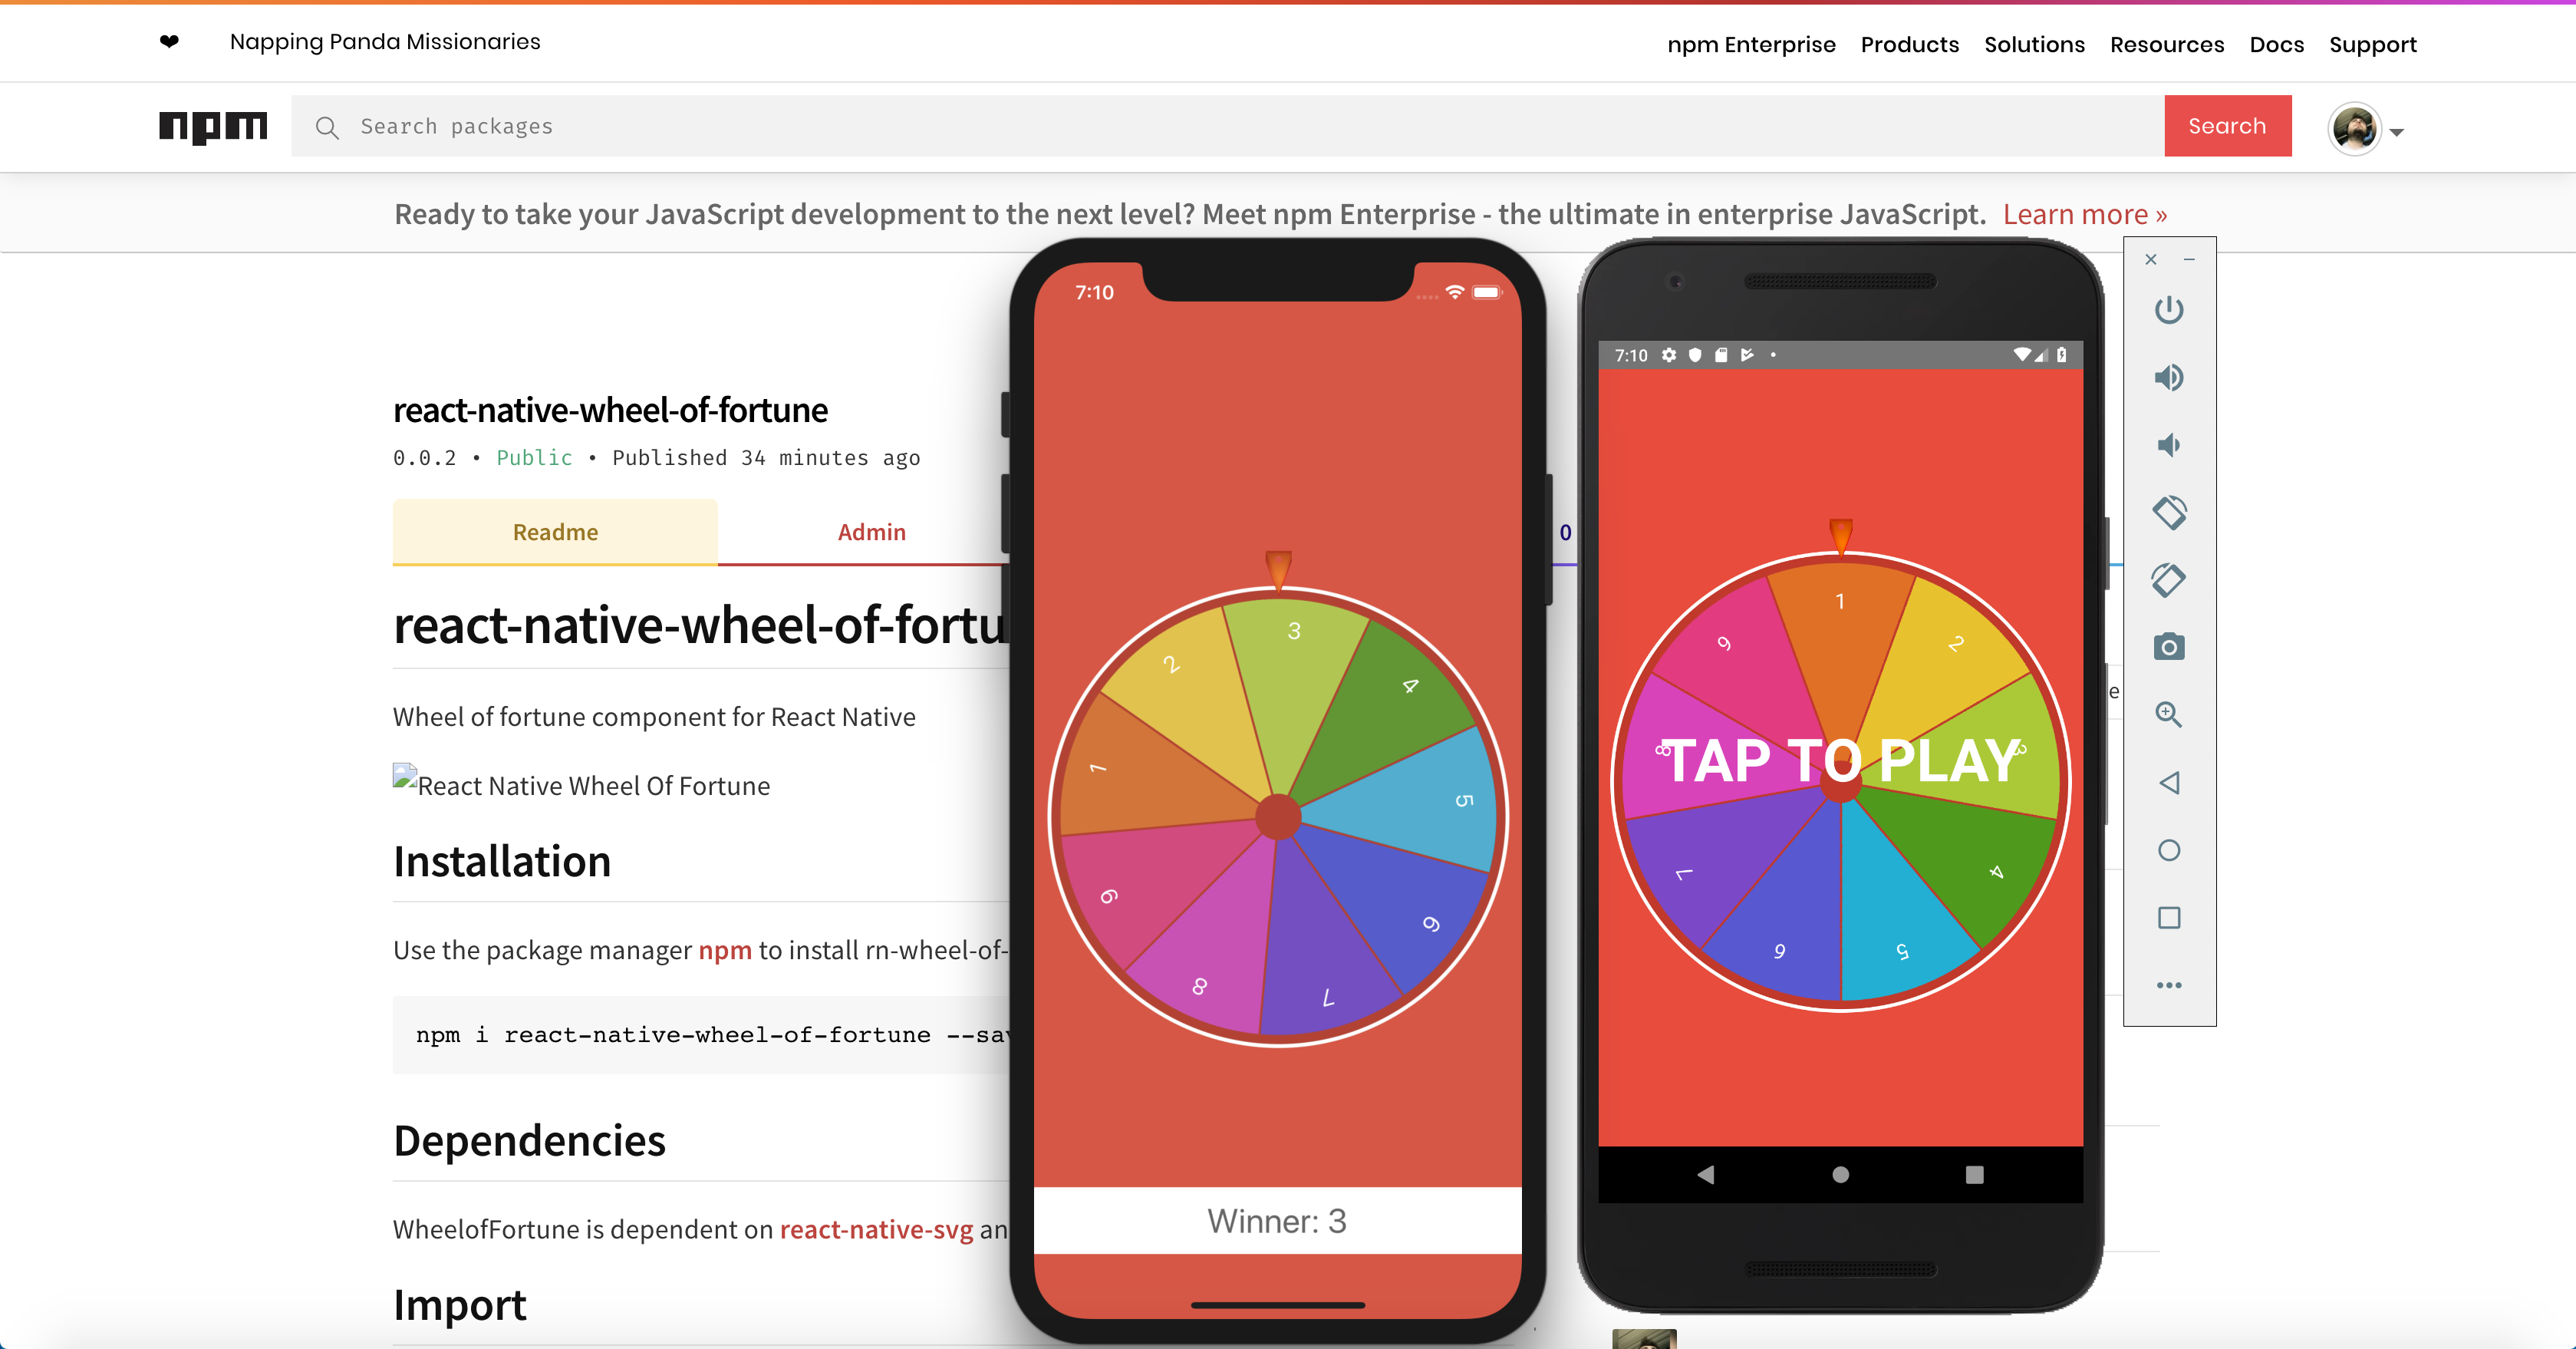 ❤ Napping Panda Missionaries
npm Enterprise Products Solutions Resources Docs Support
npm
Search packages
Search
Ready to take your JavaScript development to the next level? Meet npm Enterprise - the ultimate in enterprise JavaScript. Learn more »
react-native-wheel-of-fortune
0.0.2 • Public • Published 34 minutes ago
Readme
Admin
0
react-native-wheel-of-fortu
Wheel of fortune component for React Native
React Native Wheel Of Fortune
Installation
Use the package manager npm to install rn-wheel-of-
npm i react-native-wheel-of-fortune --sav
Dependencies
WheelofFortune is dependent on react-native-svg an
Import
7:10
1
2
3
4
5
6
7
8
9
Winner: 3
7:10
1
2
3
4
5
6
7
8
9
TAP TO PLAY
e